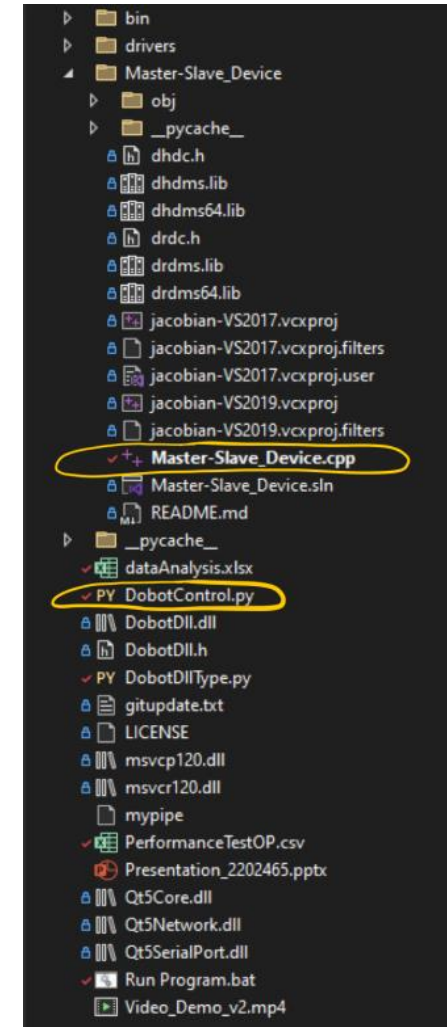 bin
drivers
Master-Slave_Device
obj
__pycache__
dhdc.h
dhdms.lib
dhdms64.lib
drdc.h
drdms.lib
drdms64.lib
jacobian-VS2017.vcxproj
jacobian-VS2017.vcxproj.filters
jacobian-VS2017.vcxproj.user
jacobian-VS2019.vcxproj
jacobian-VS2019.vcxproj.filters
Master-Slave_Device.cpp
Master-Slave_Device.sln
README.md
__pycache__
dataAnalysis.xlsx
PY DobotControl.py
DobotDll.dll
DobotDll.h
PY DobotDllType.py
gitupdate.txt
LICENSE
msvcp120.dll
msvcr120.dll
mypipe
PerformanceTestOP.csv
Presentation_2202465.pptx
Qt5Core.dll
Qt5Network.dll
Qt5SerialPort.dll
Run Program.bat
Video_Demo_v2.mp4